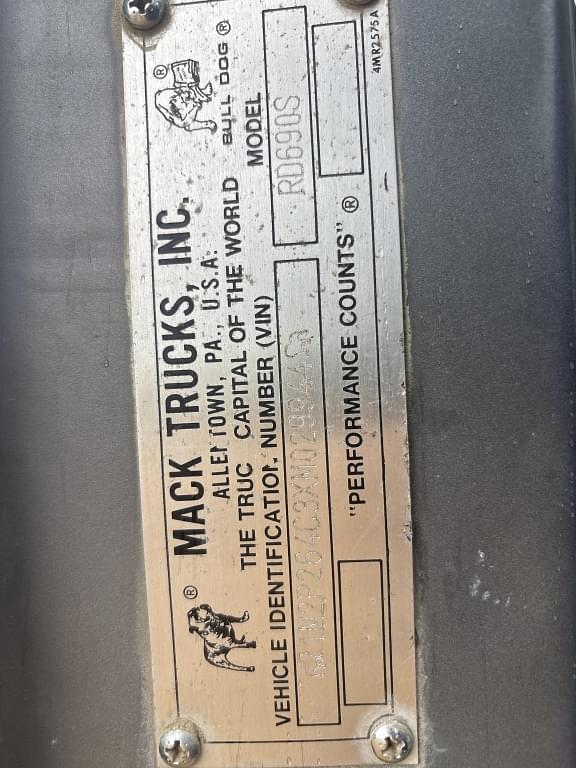 MACK TRUCKS, INC.
ALLENTOWN, PA., U.S.A.
THE TRUC CAPITAL OF THE WORLD
BULL DOG ®
VEHICLE IDENTIFICATION NUMBER (VIN)
MODEL
RD690S
"PERFORMANCE COUNTS" ®
4MR2575A